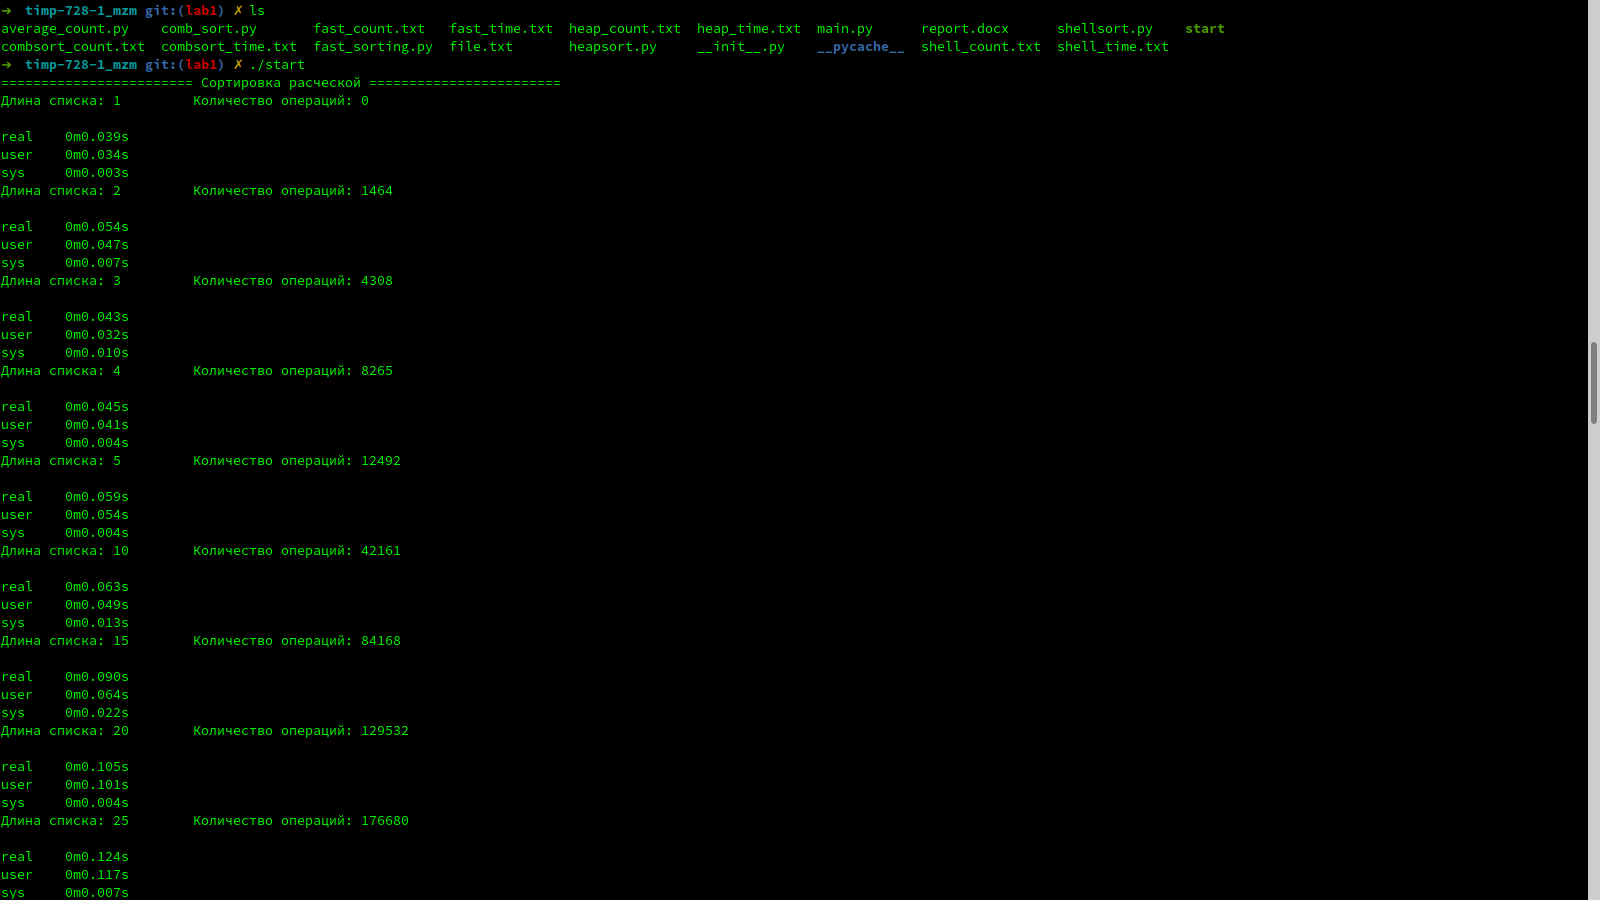 → timp-728-1_mzm git:(lab1) ✗ ls
average_count.py comb_sort.py fast_count.txt fast_time.txt heap_count.txt heap_time.txt main.py report.docx shellsort.py start
combsort_count.txt combsort_time.txt fast_sorting.py file.txt heapsort.py __init__.py __pycache__ shell_count.txt shell_time.txt
→ timp-728-1_mzm git:(lab1) ✗ ./start
======================== Сортировка расческой ========================
Длина списка: 1 Количество операций: 0
real 0m0.039s
user 0m0.034s
sys 0m0.003s
Длина списка: 2 Количество операций: 1464
real 0m0.054s
user 0m0.047s
sys 0m0.007s
Длина списка: 3 Количество операций: 4308
real 0m0.043s
user 0m0.032s
sys 0m0.010s
Длина списка: 4 Количество операций: 8265
real 0m0.045s
user 0m0.041s
sys 0m0.004s
Длина списка: 5 Количество операций: 12492
real 0m0.059s
user 0m0.054s
sys 0m0.004s
Длина списка: 10 Количество операций: 42161
real 0m0.063s
user 0m0.049s
sys 0m0.013s
Длина списка: 15 Количество операций: 84168
real 0m0.090s
user 0m0.064s
sys 0m0.022s
Длина списка: 20 Количество операций: 129532
real 0m0.105s
user 0m0.101s
sys 0m0.004s
Длина списка: 25 Количество операций: 176680
real 0m0.124s
user 0m0.117s
sys 0m0.007s